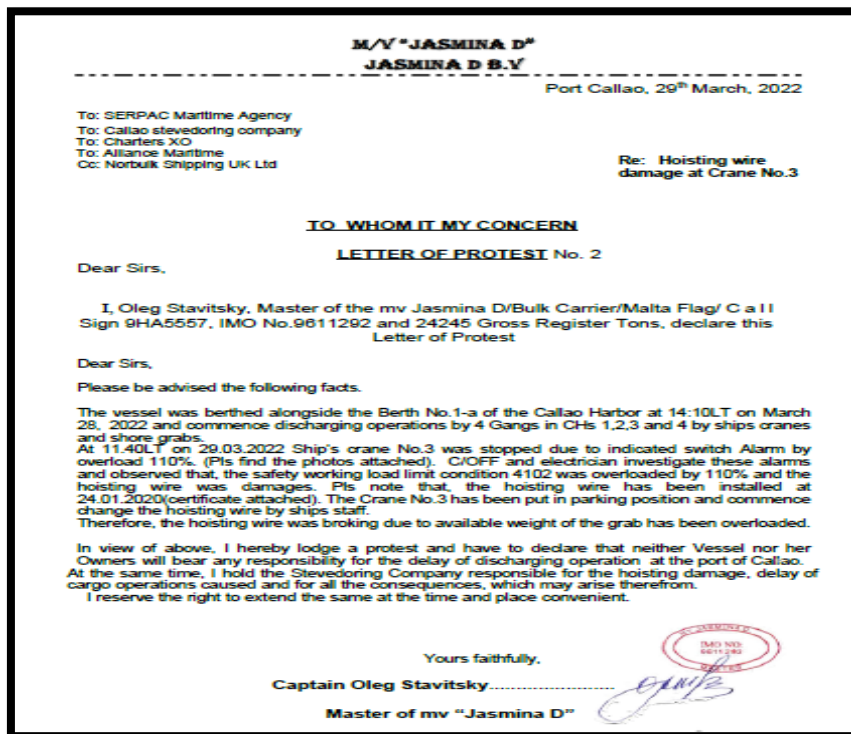 M/V "JASMINA D"
JASMINA D B.V
Port Callao, 29th March, 2022
To: SERPAC Maritime Agency
To: Callao stevedoring company
To: Charters XO
To: Alliance Maritime
Cc: Norbulk Shipping UK Ltd
Re: Hoisting wire
damage at Crane No.3
TO WHOM IT MY CONCERN
LETTER OF PROTEST No. 2
Dear Sirs,
I, Oleg Stavitsky, Master of the mv Jasmina D/Bulk Carrier/Malta Flag/ C a l l
Sign 9HA5557, IMO No.9611292 and 24245 Gross Register Tons, declare this
Letter of Protest
Dear Sirs,
Please be advised the following facts.
The vessel was berthed alongside the Berth No.1-a of the Callao Harbor at 14:10LT on March
28, 2022 and commence discharging operations by 4 Gangs in CHs 1,2,3 and 4 by ships cranes
and shore grabs.
At 11.40LT on 29.03.2022 Ship's crane No.3 was stopped due to indicated switch Alarm by
overload 110%. (Pls find the photos attached). C/OFF and electrician investigate these alarms
and observed that, the safety working load limit condition 4102 was overloaded by 110% and the
hoisting wire was damages. Pls note that, the hoisting wire has been installed at
24.01.2020(certificate attached). The Crane No.3 has been put in parking position and commence
change the hoisting wire by ships staff.
Therefore, the hoisting wire was broking due to available weight of the grab has been overloaded.
In view of above, I hereby lodge a protest and have to declare that neither Vessel nor her
Owners will bear any responsibility for the delay of discharging operation at the port of Callao.
At the same time, I hold the Stevedoring Company responsible for the hoisting damage, delay of
cargo operations caused and for all the consequences, which may arise therefrom.
I reserve the right to extend the same at the time and place convenient.
Yours faithfully,
MV JASMINA D
IMO NO:
MASTER
Captain Oleg Stavitsky.......................
Master of mv "Jasmina D"